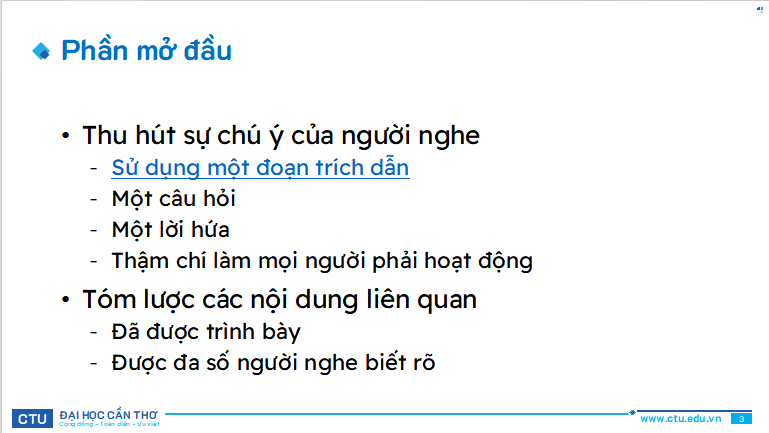 Phần mở đầu
• Thu hút sự chú ý của người nghe
- Sử dụng một đoạn trích dẫn
- Một câu hỏi
- Một lời hứa
- Thậm chí làm mọi người phải hoạt động
• Tóm lược các nội dung liên quan
- Đã được trình bày
- Được đa số người nghe biết rõ
CTU ĐẠI HỌC CẦN THƠ
Cộng đồng – Toàn diện – Ưu việt
www.ctu.edu.vn 3